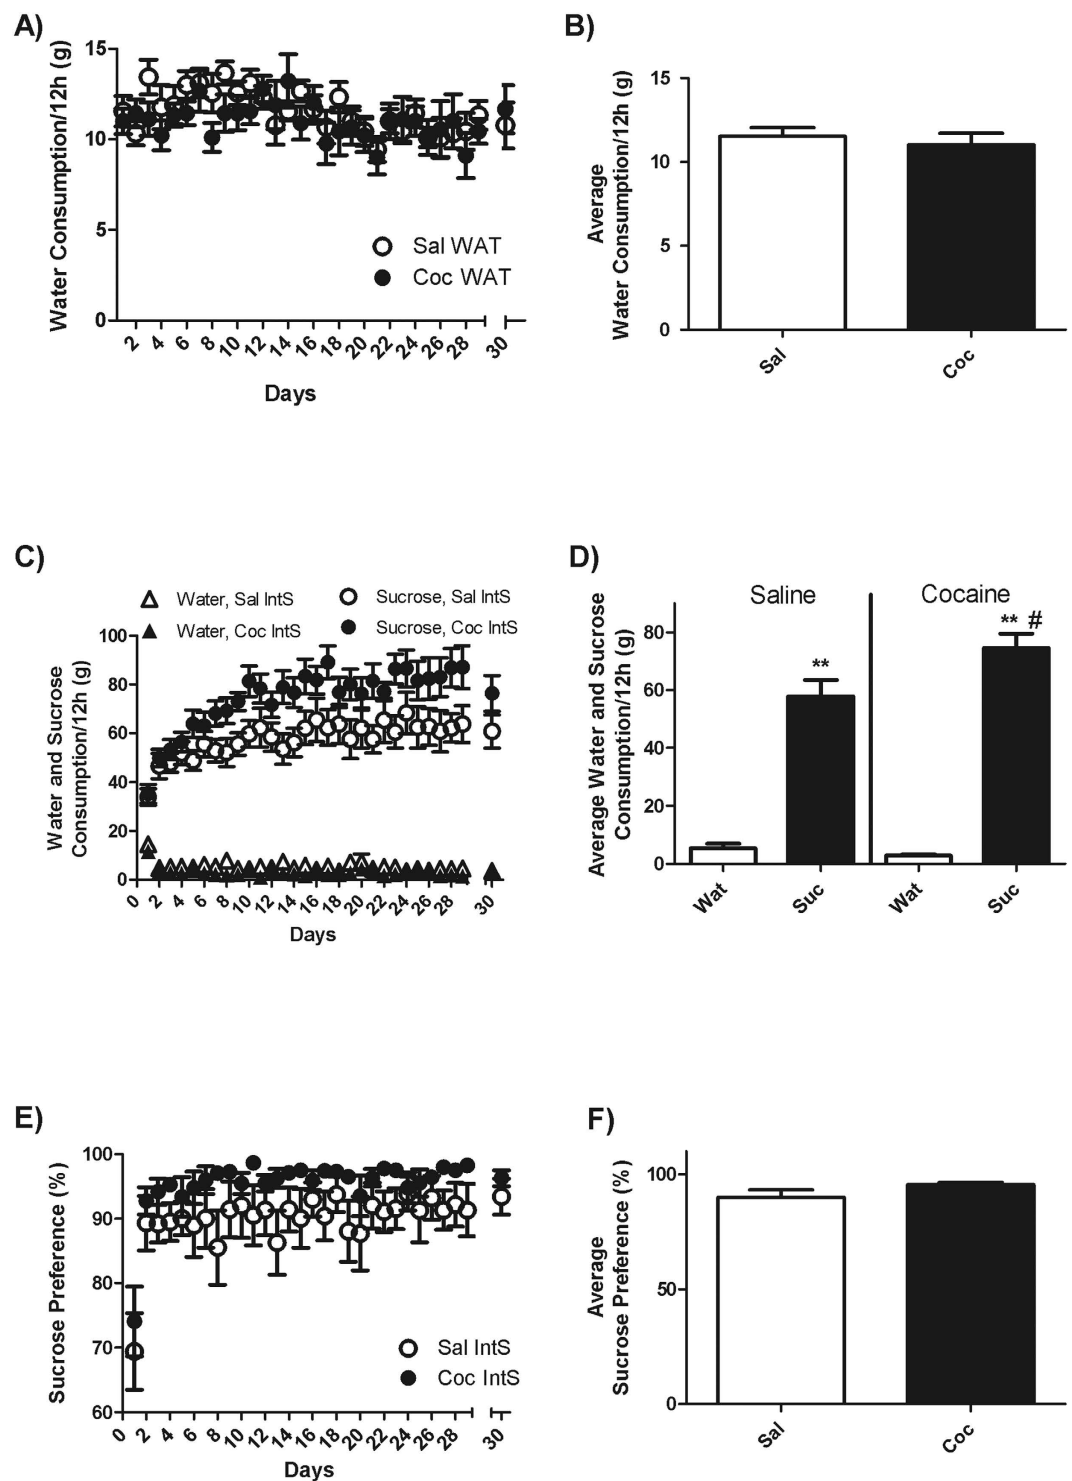 A)
Water Consumption/12h (g)
15
10
5
0
Sal WAT
Coc WAT
2 4 6 8 10 12 14 16 18 20 22 24 26 28 30
Days
B)
Average
Water Consumption/12h (g)
15
10
5
0
Sal Coc
C)
Water, Sal IntS
Sucrose, Sal IntS
Water, Coc IntS
Sucrose, Coc IntS
Water and Sucrose
Consumption/12h (g)
100
80
60
40
20
0
0 2 4 6 8 10 12 14 16 18 20 22 24 26 28 30
Days
D)
Saline Cocaine
Average Water and Sucrose
Consumption/12h (g)
80
60
40
20
0
**
** #
Wat Suc Wat Suc
E)
Sucrose Preference (%)
100
90
80
70
60
Sal IntS
Coc IntS
0 2 4 6 8 10 12 14 16 18 20 22 24 26 28 30
Days
F)
Average
Sucrose Preference (%)
100
50
0
Sal Coc